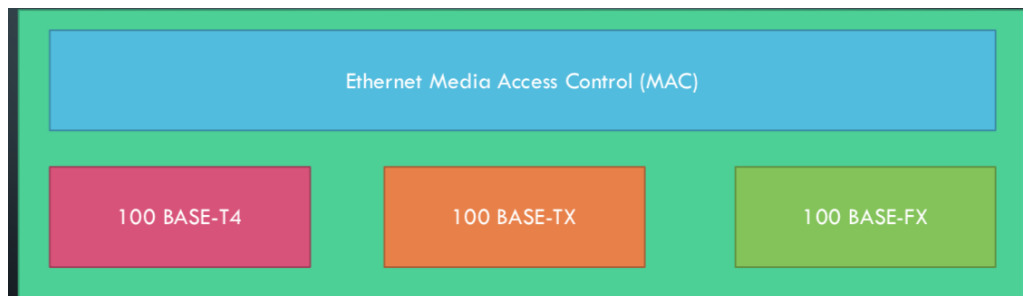 Ethernet Media Access Control (MAC)
100 BASE-T4
100 BASE-TX
100 BASE-FX